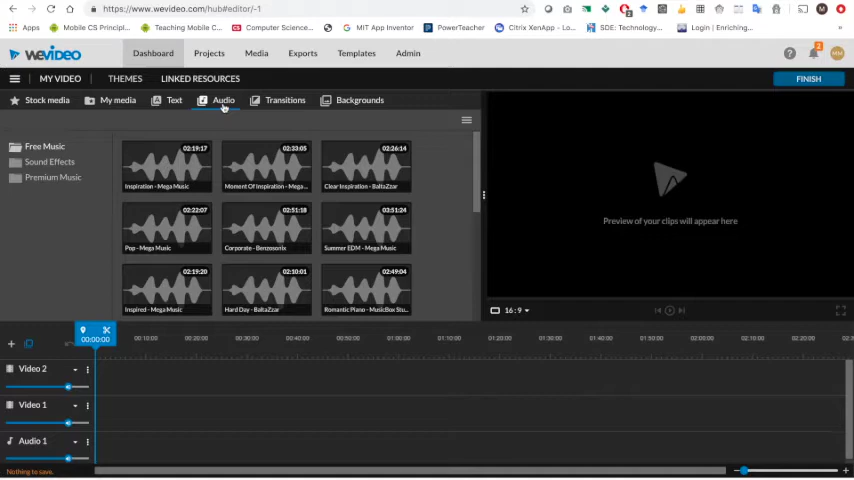 https://www.wevideo.com/hub#editor/-1
Apps
Mobile CS Princip...
Teaching Mobile C...
Computer Science...
MIT App Inventor
PowerTeacher
Citrix XenApp - Lo...
SDE: Technology...
Login | Enriching...
»
wevideo
Dashboard
Projects
Media
Exports
Templates
Admin
2
MM
MY VIDEO
THEMES
LINKED RESOURCES
FINISH
Stock media
My media
Text
Audio
Transitions
Backgrounds
Free Music
Sound Effects
Premium Music
02:19:17
Inspiration - Mega Music
02:33:05
Moment Of Inspiration - Mega...
02:26:14
Clear Inspiration - BaltaZzar
02:22:07
Pop - Mega Music
02:51:18
Corporate - Benzesonix
03:51:24
Summer EDM - Mega Music
02:19:20
Inspired - Mega Music
02:10:01
Hard Day - BaltaZzar
02:49:04
Romantic Piano - MusicBox Stu...
Preview of your clips will appear here
16:9
00:00:00
00:10:00
00:20:00
00:30:00
00:40:00
00:50:00
01:00:00
01:10:00
01:20:00
01:30:00
01:40:00
01:50:00
02:00:00
02:10:00
02:20:00
02:3
Video 2
Video 1
Audio 1
Nothing to save.